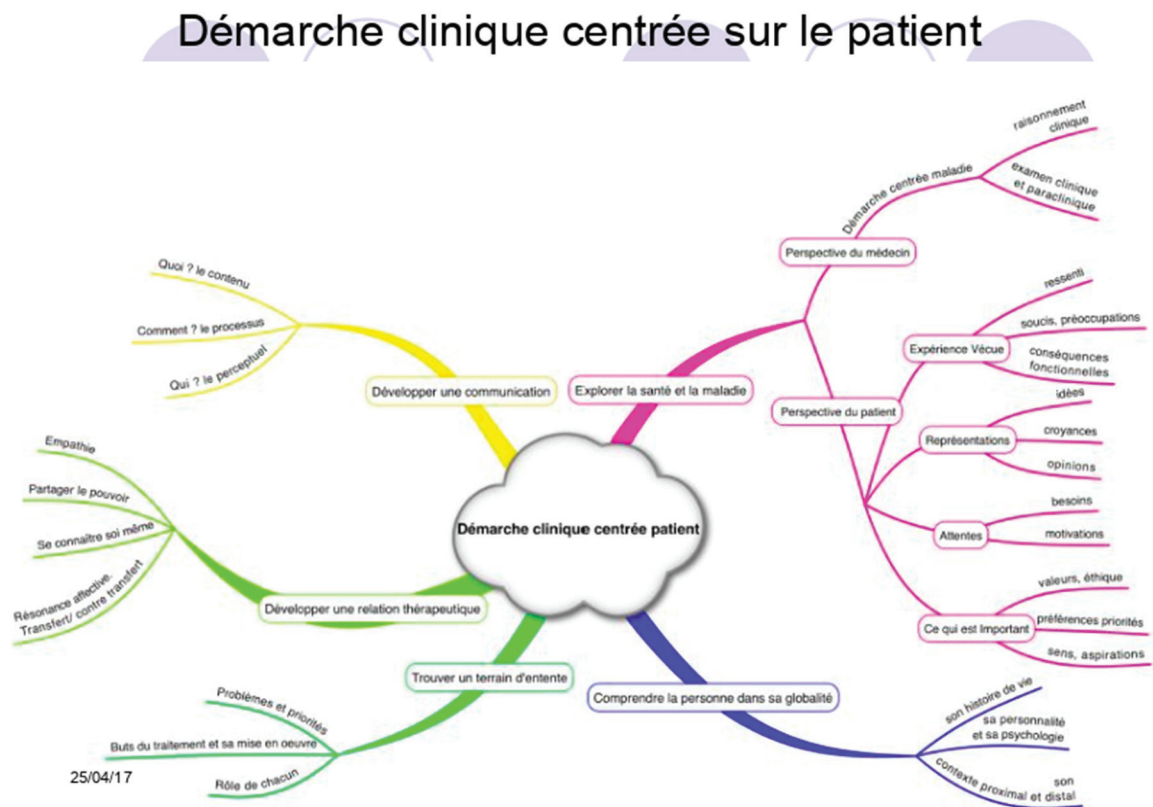 Démarche clinique centrée sur le patient
raisonnement
clinique
examen clinique
et paraclinique
Démarche centrée maladie
Perspective du médecin
Explorer la santé et la maladie
Perspective du patient
Expérience Vécue
ressenti
soucis, préoccupations
conséquences
fonctionnelles
Représentations
idées
croyances
opinions
Attentes
besoins
motivations
Ce qui est Important
valeurs, éthique
préférences priorités
sens, aspirations
Quoi ? le contenu
Comment ? le processus
Qui ? le perceptuel
Développer une communication
Empathie
Partager le pouvoir
Se connaître soi même
Résonance affective.
Transfert/ contre transfert
Développer une relation thérapeutique
Démarche clinique centrée patient
Trouver un terrain d'entente
Problèmes et priorités
Buts du traitement et sa mise en oeuvre
Rôle de chacun
Comprendre la personne dans sa globalité
son histoire de vie
sa personnalité
et sa psychologie
son
contexte proximal et distal
25/04/17